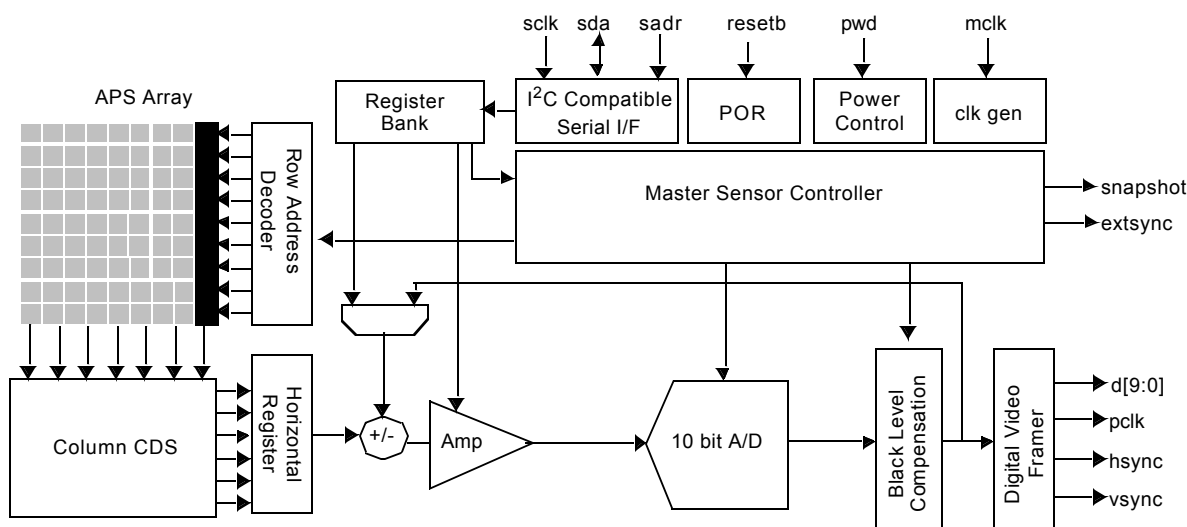 sclk sda sadr resetb pwd mclk
APS Array
Register
Bank
I²C Compatible
Serial I/F
POR
Power
Control
clk gen
Row Address
Decoder
Master Sensor Controller
snapshot
extsync
Column CDS
Horizontal
Register
+/-
Amp
10 bit A/D
Black Level
Compensation
Digital Video
Framer
d[9:0]
pclk
hsync
vsync